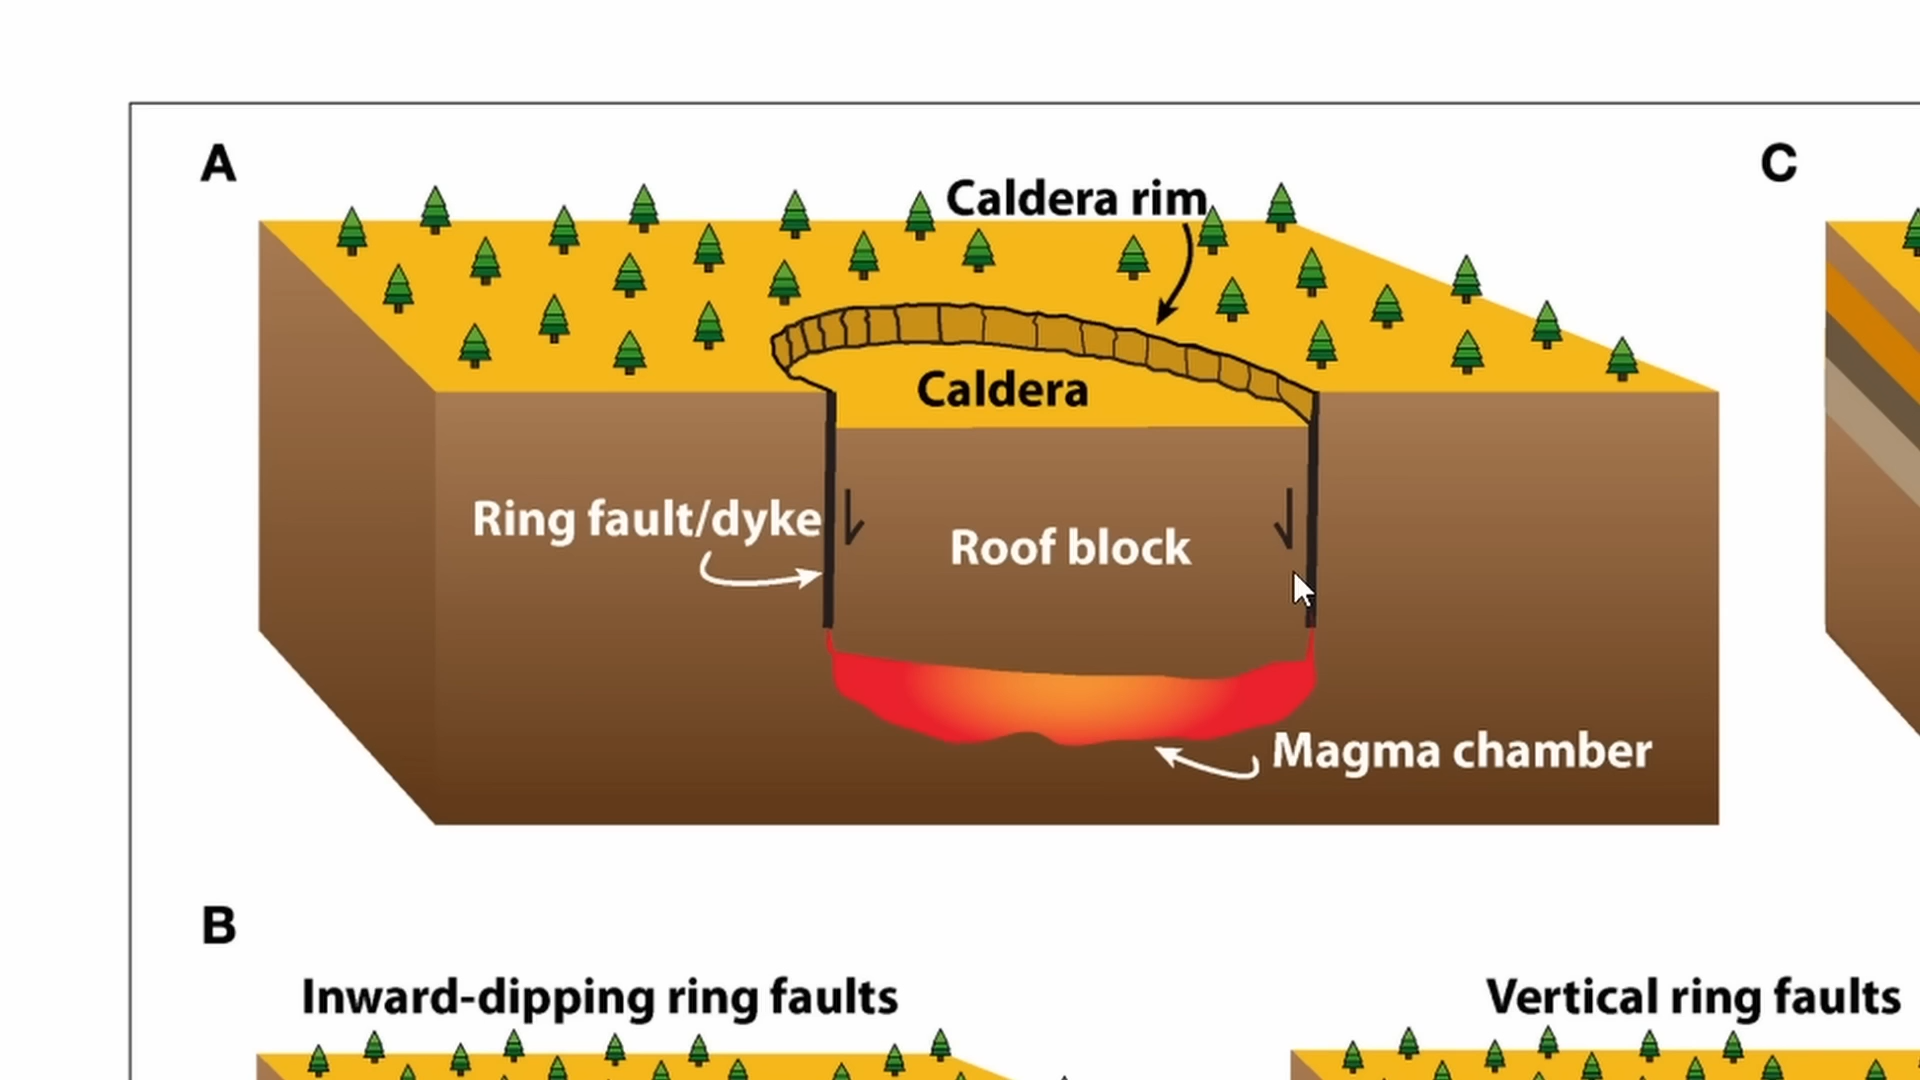 A
C
Caldera rim
Caldera
Ring fault/dyke
Roof block
Magma chamber
B
Inward-dipping ring faults
Vertical ring faults